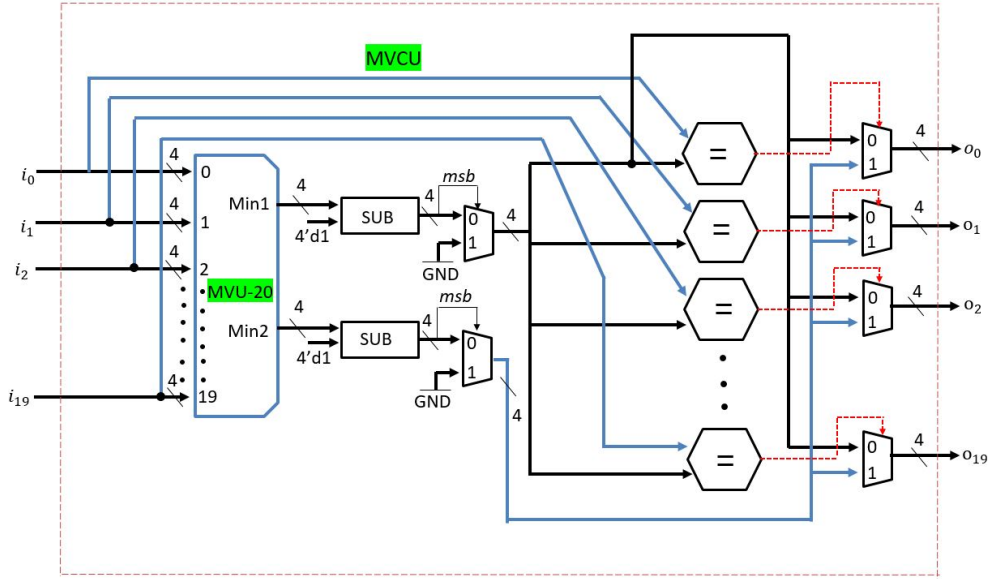 MVCU
i₀ 4 0
i₁ 4 1
i₂ 2
MVU-20
i₁₉ 4 19
Min1 4
4'd1
SUB
4 msb
0
1
GND
4
Min2 4
4'd1
SUB
4 msb
0
1
GND
4
=
=
=
=
0
1
4 o₀
0
1
4 o₁
0
1
4 o₂
0
1
4 o₁₉